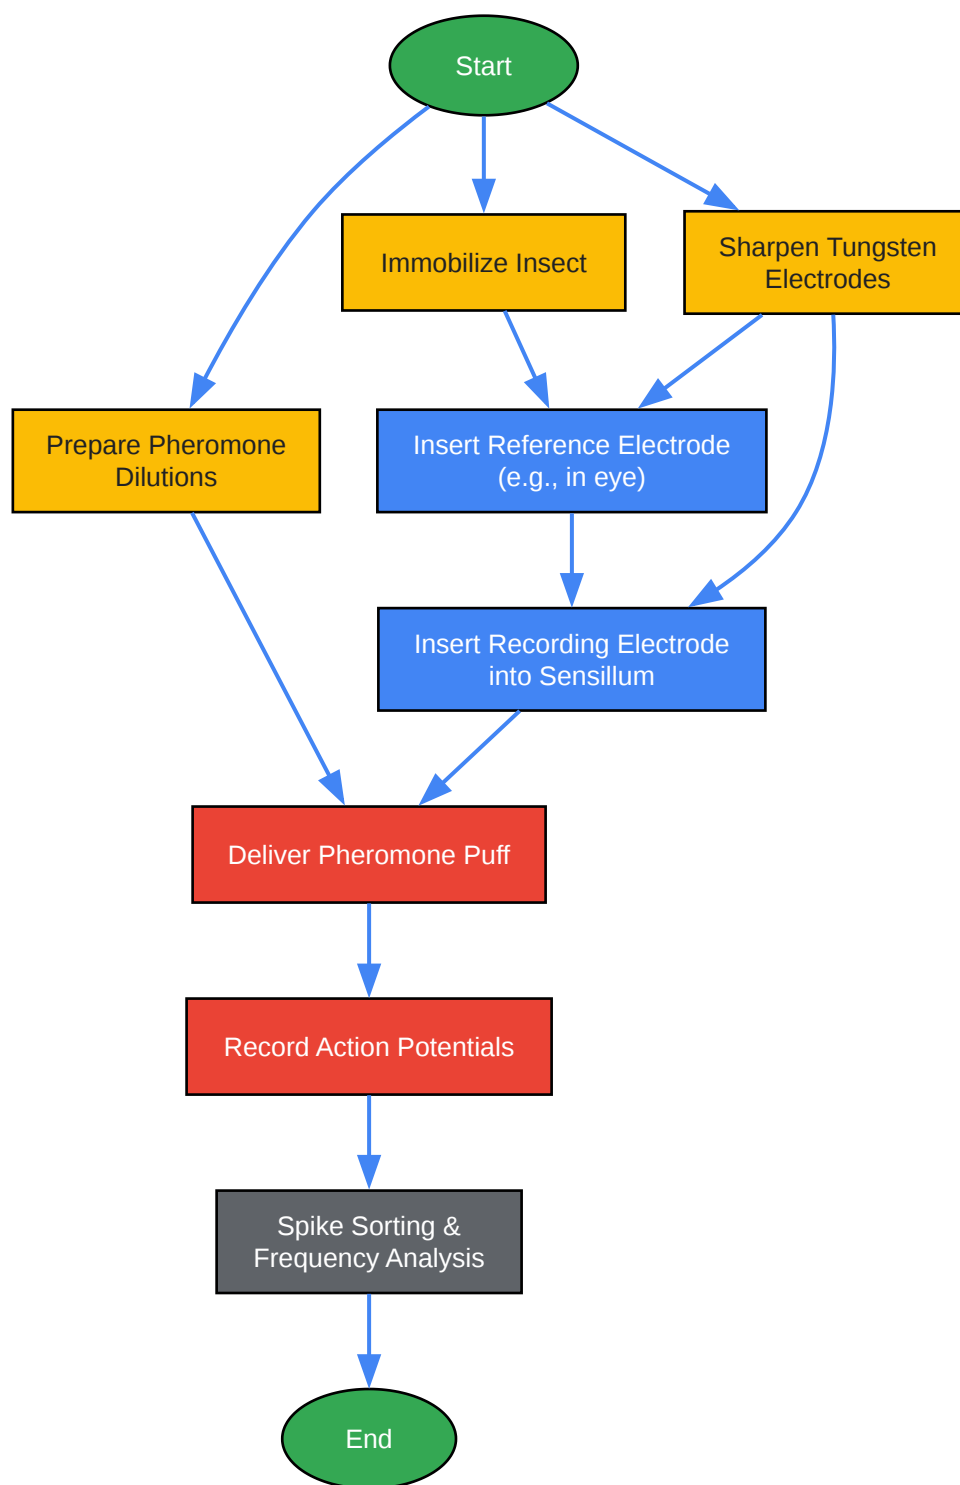 Start
Immobilize Insect
Sharpen Tungsten
Electrodes
Prepare Pheromone
Dilutions
Insert Reference Electrode
(e.g., in eye)
Insert Recording Electrode
into Sensillum
Deliver Pheromone Puff
Record Action Potentials
Spike Sorting &
Frequency Analysis
End